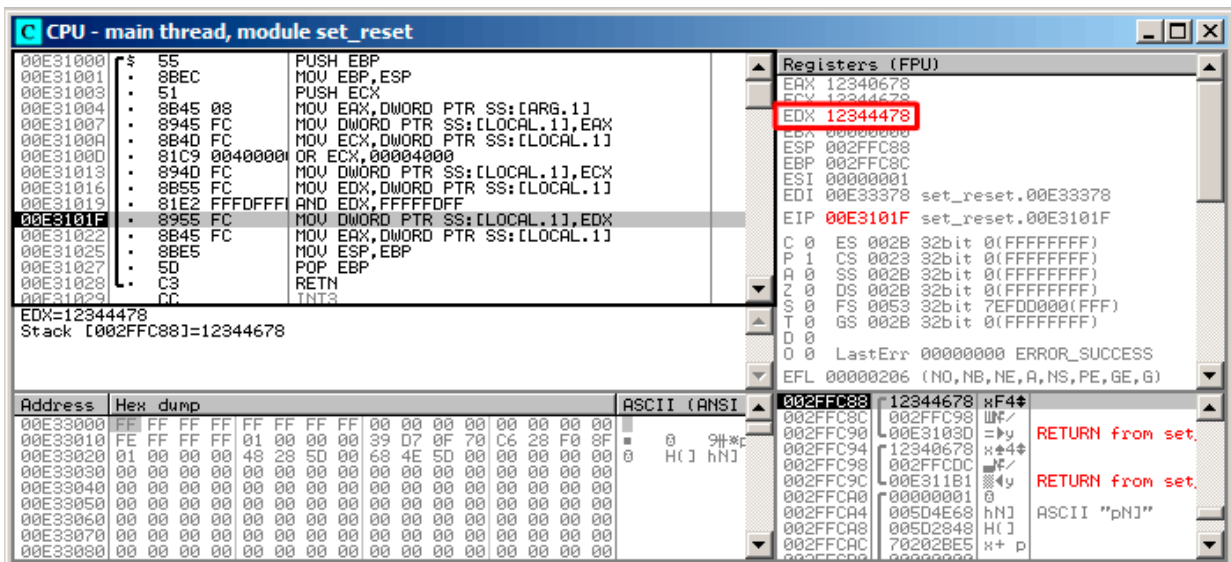 C CPU - main thread, module set_reset
00E31000 $ 55 PUSH EBP
00E31001 . 8BEC MOV EBP,ESP
00E31003 . 51 PUSH ECX
00E31004 . 8B45 08 MOV EAX,DWORD PTR SS:[ARG.1]
00E31007 . 8945 FC MOV DWORD PTR SS:[LOCAL.1],EAX
00E3100A . 8B4D FC MOV ECX,DWORD PTR SS:[LOCAL.1]
00E3100D . 81C9 00400000 OR ECX,00004000
00E31013 . 894D FC MOV DWORD PTR SS:[LOCAL.1],ECX
00E31016 . 8B55 FC MOV EDX,DWORD PTR SS:[LOCAL.1]
00E31019 . 81E2 FFFDFFF AND EDX,FFFFFDFF
00E3101F . 8955 FC MOV DWORD PTR SS:[LOCAL.1],EDX
00E31022 . 8B45 FC MOV EAX,DWORD PTR SS:[LOCAL.1]
00E31025 . 8BE5 MOV ESP,EBP
00E31027 . 5D POP EBP
00E31028 . C3 RETN
00E31029 CC INT3
EDX=12344478
Stack [002FFC88]=12344678
Registers (FPU)
EAX 12340678
ECX 12344678
EDX 12344478
EBX 00000000
ESP 002FFC88
EBP 002FFC8C
ESI 00000001
EDI 00E33378 set_reset.00E33378
EIP 00E3101F set_reset.00E3101F
C 0 ES 002B 32bit 0(FFFFFFFF)
P 1 CS 0023 32bit 0(FFFFFFFF)
A 0 SS 002B 32bit 0(FFFFFFFF)
Z 0 DS 002B 32bit 0(FFFFFFFF)
S 0 FS 0053 32bit 7EFDD000(FFF)
T 0 GS 002B 32bit 0(FFFFFFFF)
D 0
O 0 LastErr 00000000 ERROR_SUCCESS
EFL 00000206 (NO,NB,NE,A,NS,PE,GE,G)
Address Hex dump ASCII (ANSI
00E33000 FF FF FF FF FF FF FF FF 00 00 00 00 00 00 00 00
00E33010 FE FF FF FF 01 00 00 00 39 D7 0F 70 C6 28 F0 8F
00E33020 01 00 00 00 48 28 5D 00 68 4E 5D 00 00 00 00 00 H(] hN]
00E33030 00 00 00 00 00 00 00 00 00 00 00 00 00 00 00 00
00E33040 00 00 00 00 00 00 00 00 00 00 00 00 00 00 00 00
00E33050 00 00 00 00 00 00 00 00 00 00 00 00 00 00 00 00
00E33060 00 00 00 00 00 00 00 00 00 00 00 00 00 00 00 00
00E33070 00 00 00 00 00 00 00 00 00 00 00 00 00 00 00 00
00E33080 00 00 00 00 00 00 00 00 00 00 00 00 00 00 00 00
002FFC88 12344678 xF4↕
002FFC8C 002FFC98
002FFC90 00E3103D RETURN from set_
002FFC94 12340678 x♠4↕
002FFC98 002FFCDC
002FFC9C 00E311B1 RETURN from set_
002FFCA0 00000001
002FFCA4 005D4E68 hN] ASCII "pN]"
002FFCA8 005D2848 H(]
002FFCAC 70202BE5